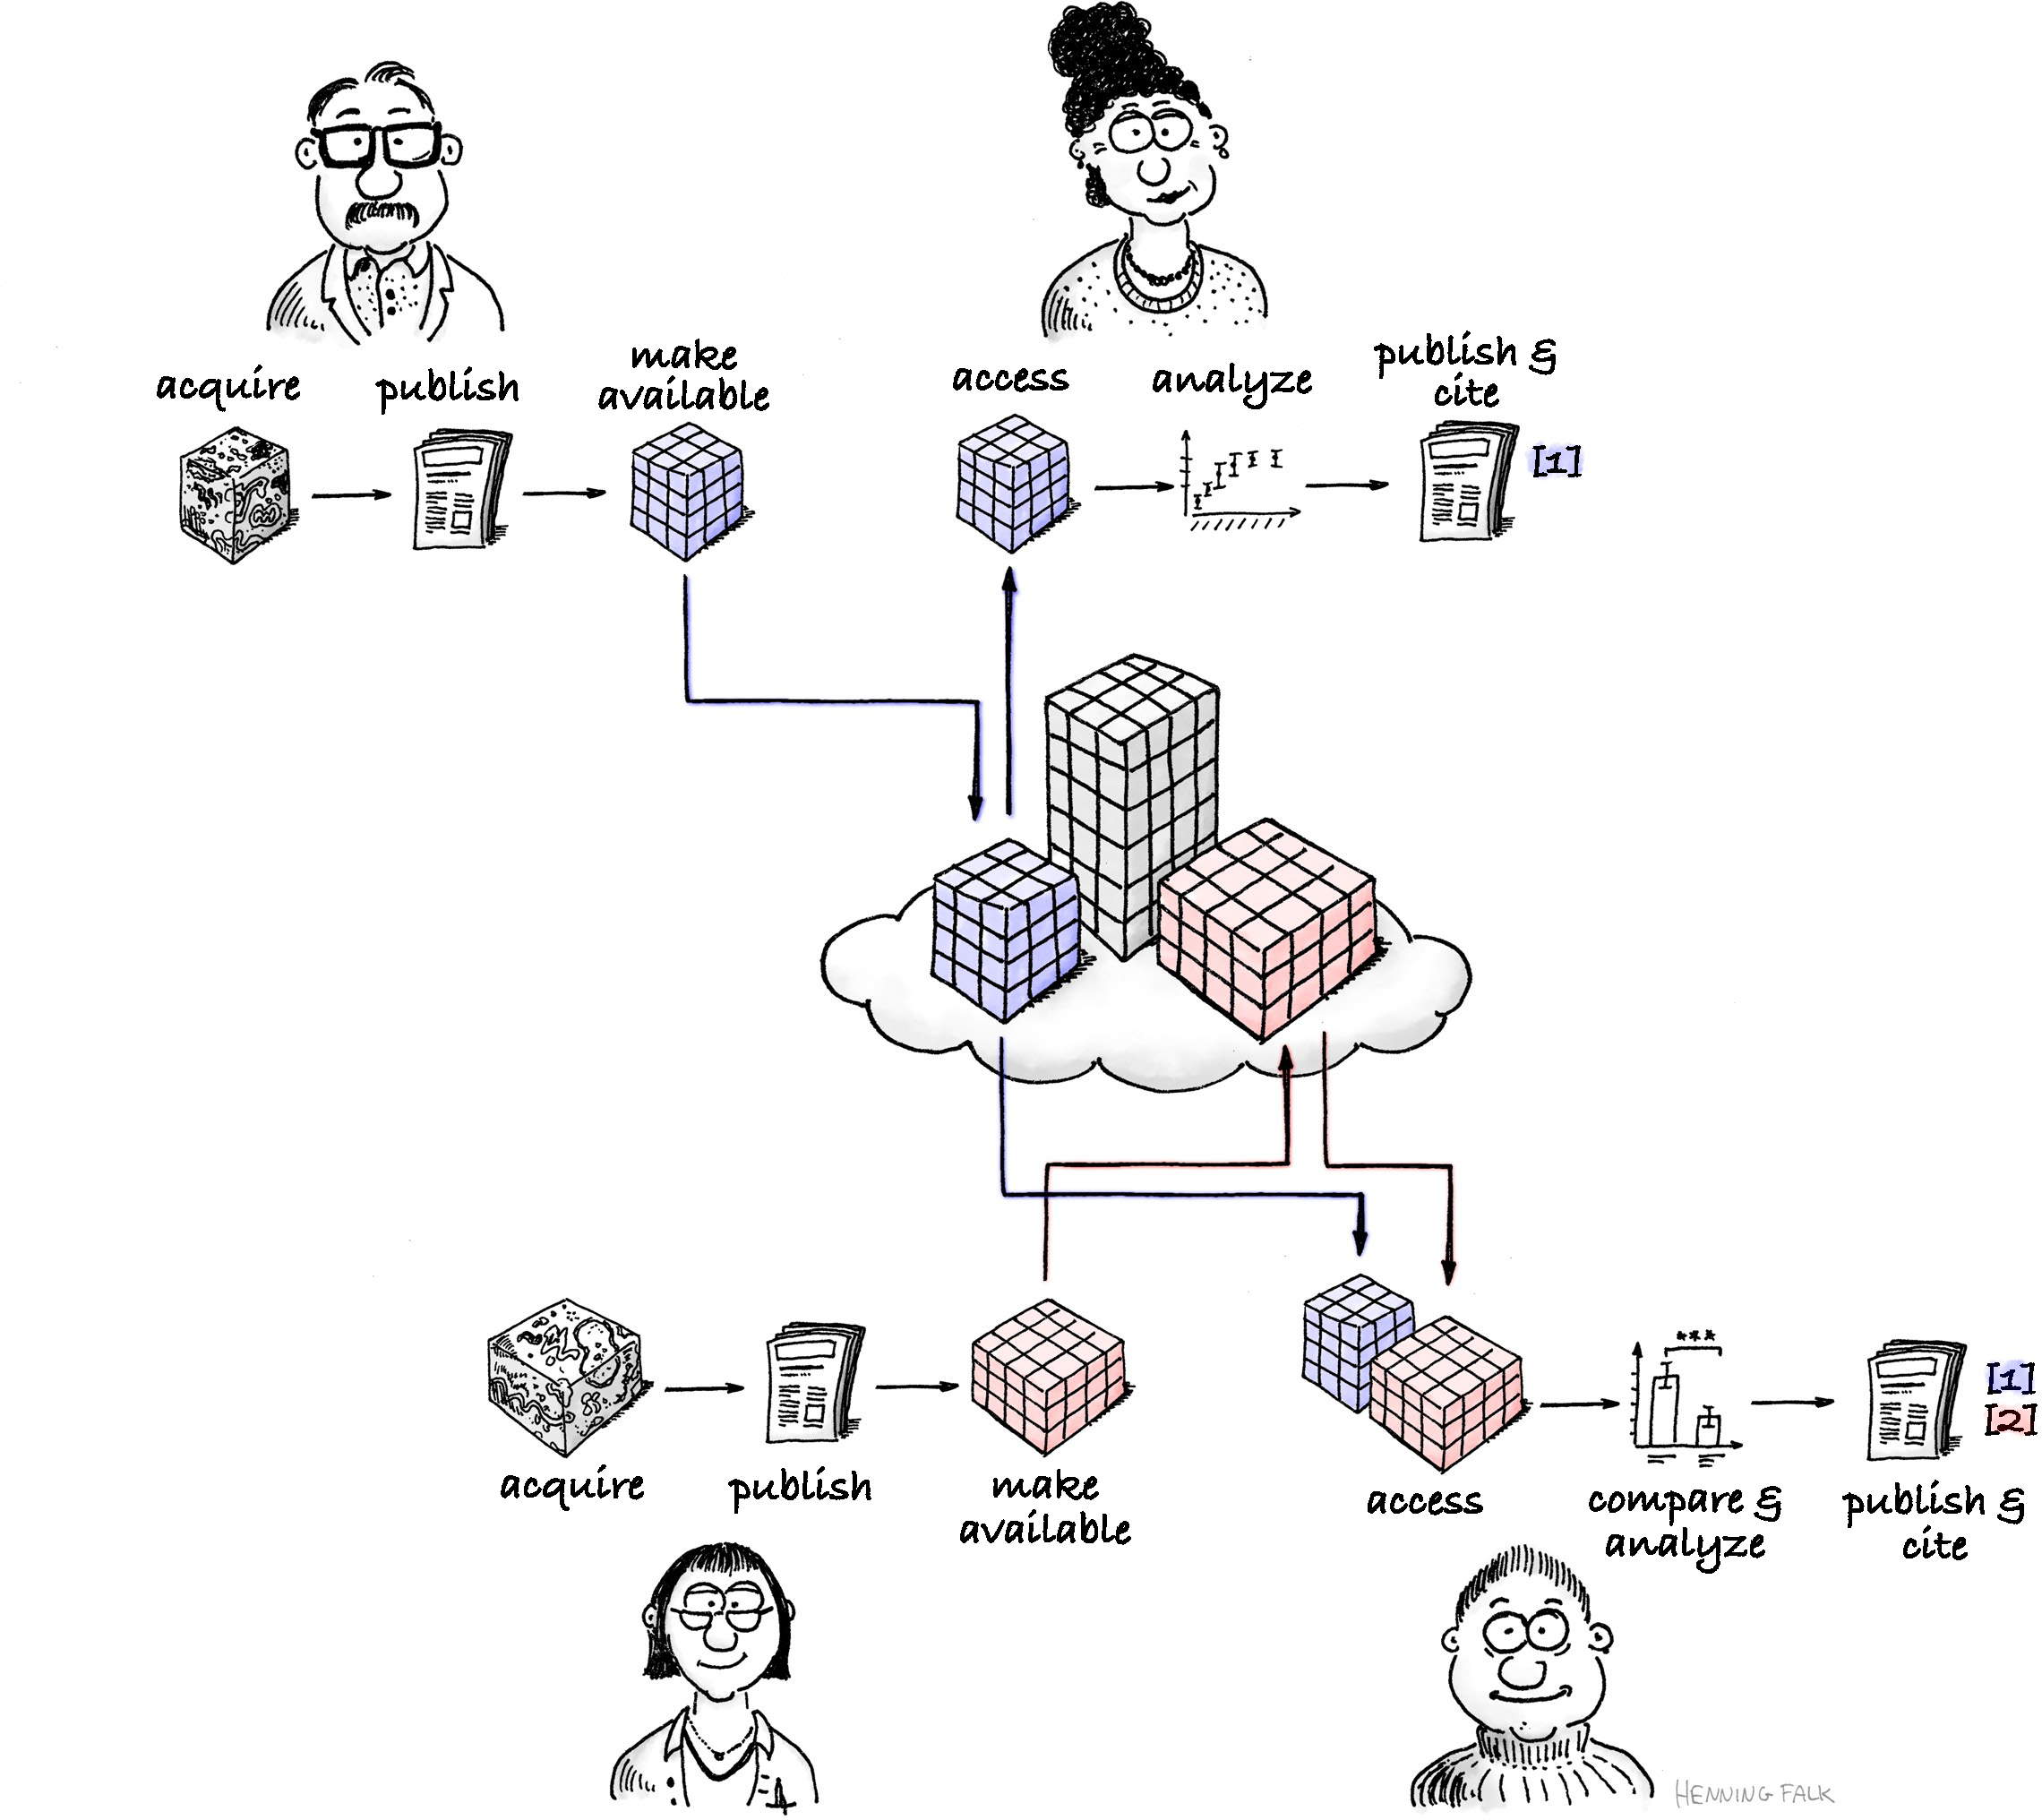 acquire
publish
make
available
access
analyze
publish &
cite
[1]
acquire
publish
make
available
access
***
compare &
analyze
[1]
[2]
publish &
cite
HENNING FALK